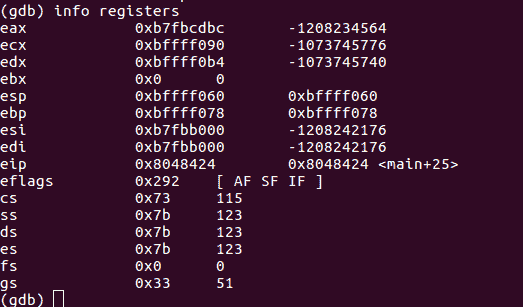 (gdb) info registers
eax 0xb7fbcdbc -1208234564
ecx 0xbffff090 -1073745776
edx 0xbffff0b4 -1073745740
ebx 0x0 0
esp 0xbffff060 0xbffff060
ebp 0xbffff078 0xbffff078
esi 0xb7fbb000 -1208242176
edi 0xb7fbb000 -1208242176
eip 0x8048424 0x8048424 <main+25>
eflags 0x292 [ AF SF IF ]
cs 0x73 115
ss 0x7b 123
ds 0x7b 123
es 0x7b 123
fs 0x0 0
gs 0x33 51
(gdb)